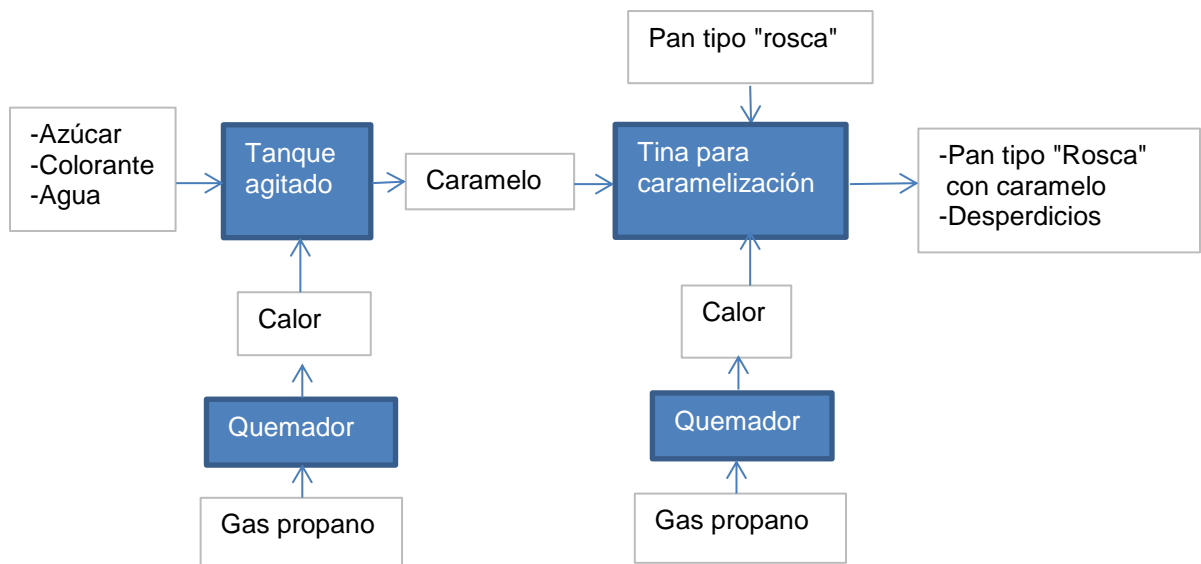 Pan tipo "rosca"
-Azúcar
-Colorante
-Agua
Tanque
agitado
Caramelo
Tina para
caramelización
-Pan tipo "Rosca"
con caramelo
-Desperdicios
Calor
Calor
Quemador
Quemador
Gas propano
Gas propano